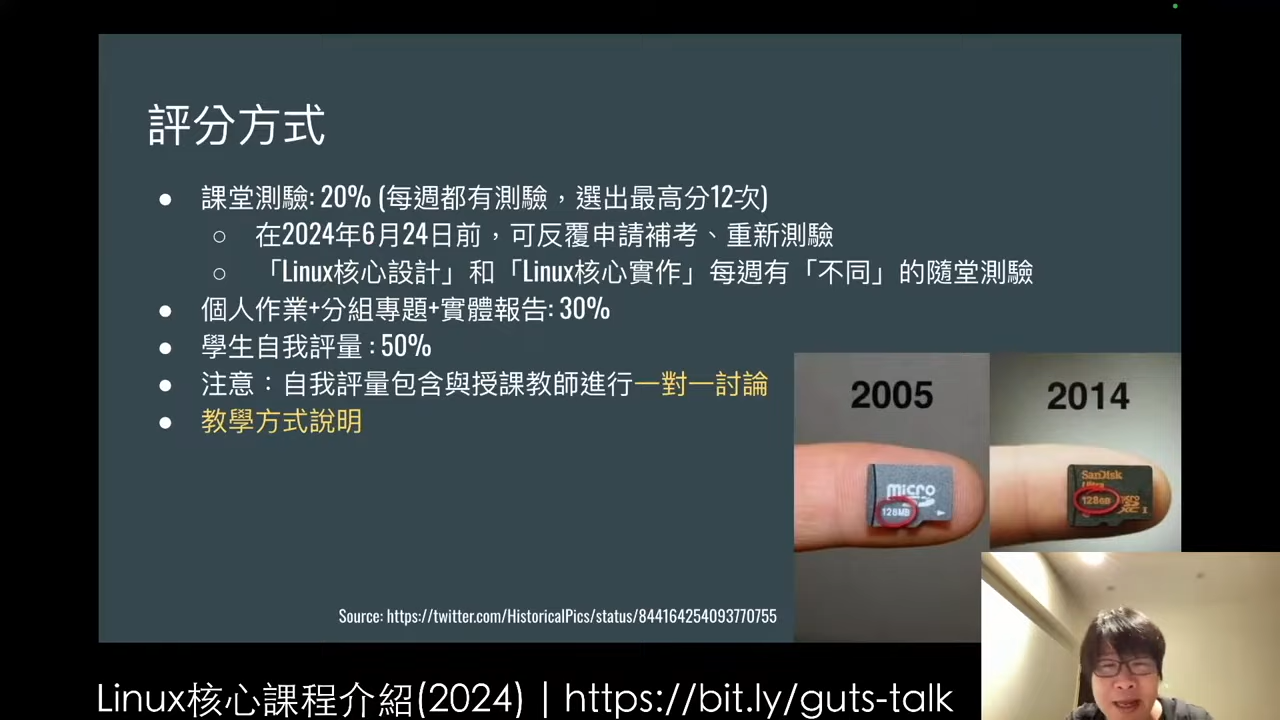 評分方式
● 課堂測驗: 20% (每週都有測驗，選出最高分12次)
○ 在2024年6月24日前，可反覆申請補考、重新測驗
○ 「Linux核心設計」和「Linux核心實作」每週有「不同」的隨堂測驗
● 個人作業+分組專題+實體報告: 30%
● 學生自我評量 : 50%
● 注意：自我評量包含與授課教師進行一對一討論
● 教學方式說明
2005
2014
micro
128MB
SanDisk
Ultra
128GB
Source: https://twitter.com/HistoricalPics/status/844164254093770755
Linux核心課程介紹(2024) | https://bit.ly/guts-talk